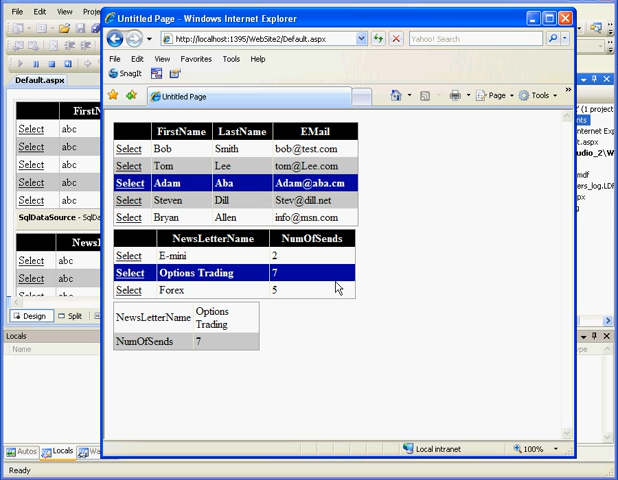 Untitled Page - Windows Internet Explorer
http://localhost:1395/WebSite2/Default.aspx
Yahoo! Search
File Edit View Favorites Tools Help
SnagIt
Untitled Page
Page
Tools
FirstName LastName EMail
Select Bob Smith bob@test.com
Select Tom Lee tom@Lee.com
Select Adam Aba Adam@aba.cm
Select Steven Dill Stev@dill.net
Select Bryan Allen info@msn.com
NewsLetterName NumOfSends
Select E-mini 2
Select Options Trading 7
Select Forex 5
NewsLetterName Options
Trading
NumOfSends 7
Local intranet
100%
File Edit View
Default.aspx
Select abc
Select abc
Select abc
Select abc
Select abc
SqlDataSource - SqlDat
Select abc
Select abc
Select abc
Design Split
Locals
Name
Autos Locals
Ready